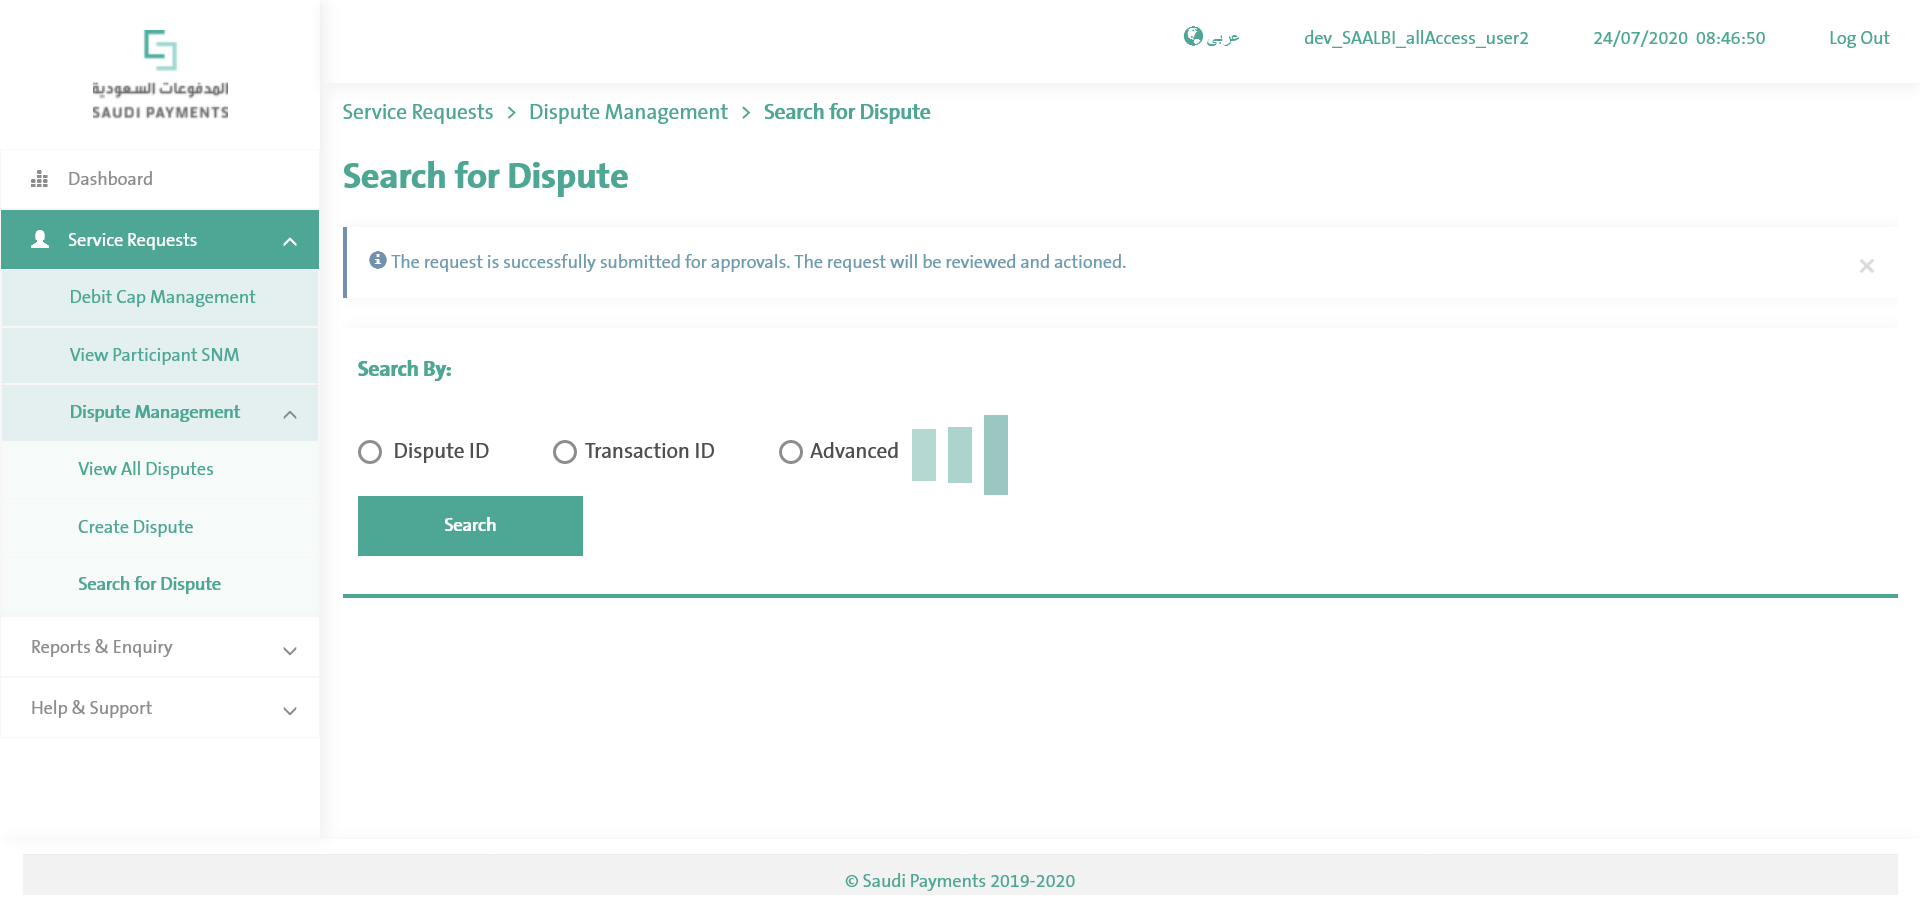 المدفوعات السعودية
SAUDI PAYMENTS
عربي
dev_SAALBI_allAccess_user2
24/07/2020 08:46:50
Log Out
Dashboard
Service Requests
Debit Cap Management
View Participant SNM
Dispute Management
View All Disputes
Create Dispute
Search for Dispute
Reports & Enquiry
Help & Support
Service Requests > Dispute Management > Search for Dispute
Search for Dispute
The request is successfully submitted for approvals. The request will be reviewed and actioned.
Search By:
Dispute ID
Transaction ID
Advanced
Search
© Saudi Payments 2019-2020